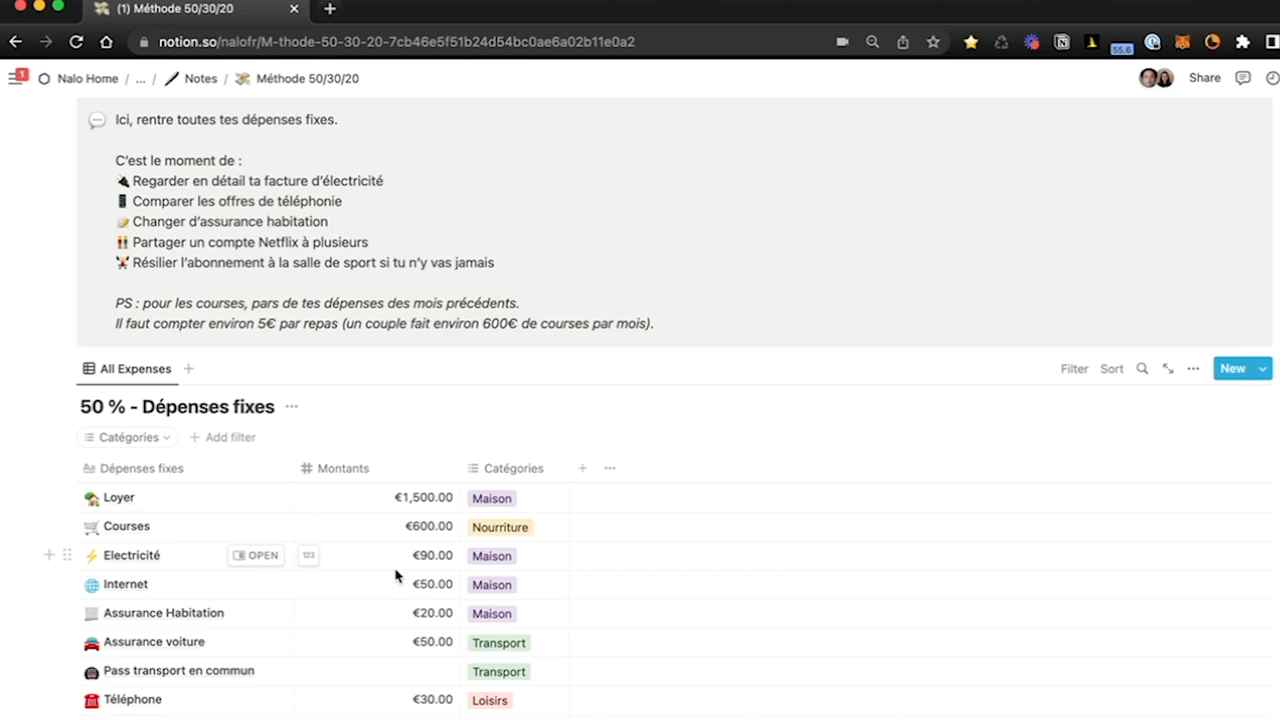 (1) Méthode 50/30/20
notion.so/nalofr/M-thode-50-30-20-7cb46e5f51b24d54bc0ae6a02b11e0a2
55.6
1 Nalo Home / ... / Notes / Méthode 50/30/20 Share
Ici, rentre toutes tes dépenses fixes.
C'est le moment de :
Regarder en détail ta facture d'électricité
Comparer les offres de téléphonie
Changer d'assurance habitation
Partager un compte Netflix à plusieurs
Résilier l'abonnement à la salle de sport si tu n'y vas jamais
PS : pour les courses, pars de tes dépenses des mois précédents.
Il faut compter environ 5€ par repas (un couple fait environ 600€ de courses par mois).
All Expenses Filter Sort New
50 % - Dépenses fixes
Catégories Add filter
Aa Dépenses fixes Montants Catégories
Loyer €1,500.00 Maison
Courses €600.00 Nourriture
Electricité OPEN 123 €90.00 Maison
Internet €50.00 Maison
Assurance Habitation €20.00 Maison
Assurance voiture €50.00 Transport
Pass transport en commun Transport
Téléphone €30.00 Loisirs